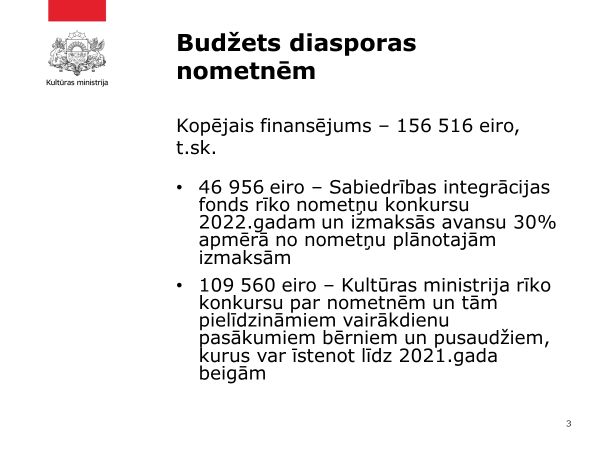 Kultūras ministrija
Budžets diasporas
nometnēm
Kopējais finansējums – 156 516 eiro,
t.sk.
• 46 956 eiro – Sabiedrības integrācijas
fonds rīko nometņu konkursu
2022.gadam un izmaksās avansu 30%
apmērā no nometņu plānotajām
izmaksām
• 109 560 eiro – Kultūras ministrija rīko
konkursu par nometnēm un tām
pielīdzināmiem vairākdienu
pasākumiem bērniem un pusaudžiem,
kurus var īstenot līdz 2021.gada
beigām
3